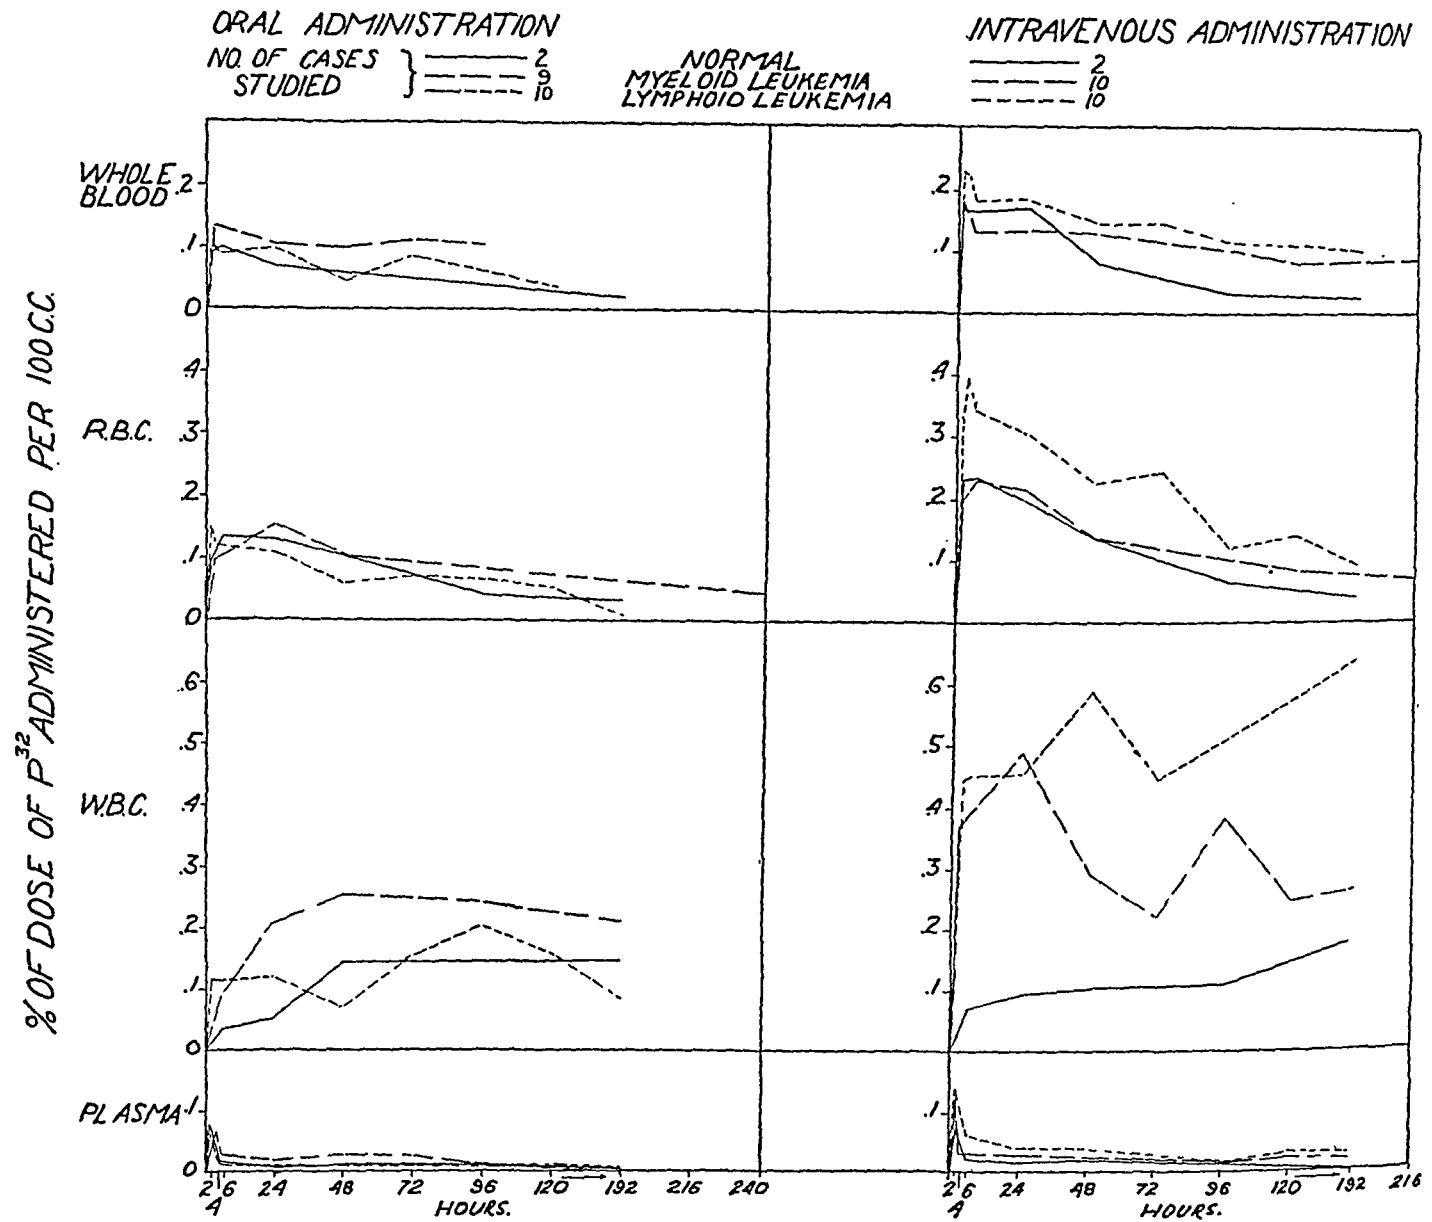 ORAL ADMINISTRATION
INTRAVENOUS ADMINISTRATION
NO. OF CASES STUDIED } 2
9
10
NORMAL
MYELOID LEUKEMIA
LYMPHOID LEUKEMIA
2
10
10
% OF DOSE OF P32 ADMINISTERED PER 100 C.C.
WHOLE BLOOD
.2
.1
0
.2
.1
R.B.C.
.4
.3
.2
.1
0
.4
.3
.2
.1
W.B.C.
.6
.5
.4
.3
.2
.1
0
.6
.5
.4
.3
.2
.1
PLASMA
.1
0
.1
2 4 6 24 48 72 96 120 192 216 240
HOURS.
2 4 6 24 48 72 96 120 192 216
HOURS.